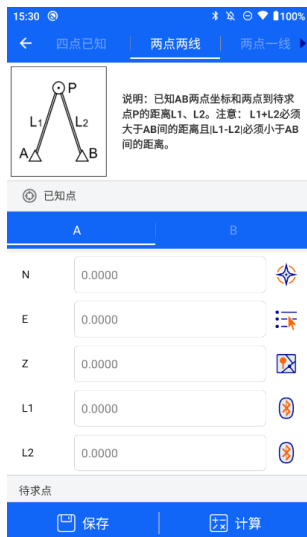 15:30
100%
四点已知
两点两线
两点一线
P
L1
L2
A
B
说明：已知AB两点坐标和两点到待求
点P的距离L1、L2。注意： L1+L2必须
大于AB间的距离且|L1-L2|必须小于AB
间的距离。
已知点
A
B
N
0.0000
E
0.0000
Z
0.0000
L1
0.0000
L2
0.0000
待求点
保存
计算